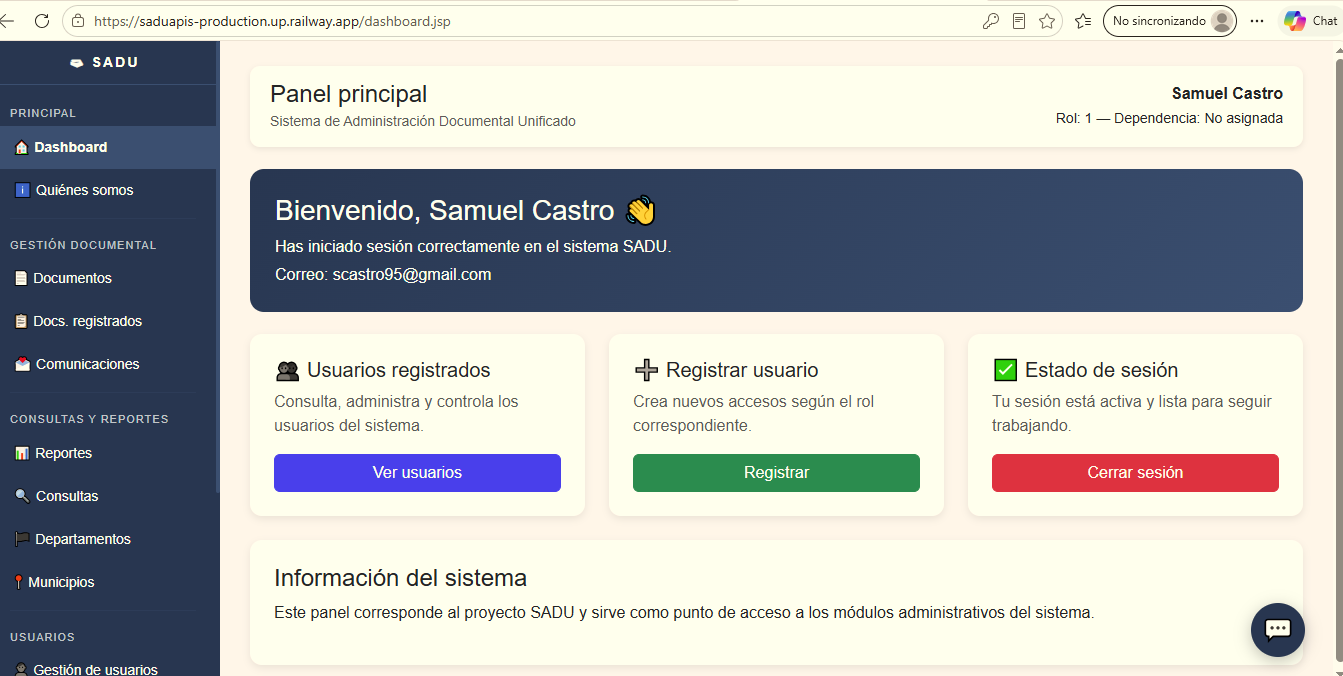 https://saduapis-production.up.railway.app/dashboard.jsp
No sincronizando
Chat
SADU
PRINCIPAL
Dashboard
Quiénes somos
GESTIÓN DOCUMENTAL
Documentos
Docs. registrados
Comunicaciones
CONSULTAS Y REPORTES
Reportes
Consultas
Departamentos
Municipios
USUARIOS
Gestión de usuarios
Panel principal
Sistema de Administración Documental Unificado
Samuel Castro
Rol: 1 — Dependencia: No asignada
Bienvenido, Samuel Castro 👋
Has iniciado sesión correctamente en el sistema SADU.
Correo: scastro95@gmail.com
Usuarios registrados
Consulta, administra y controla los
usuarios del sistema.
Ver usuarios
Registrar usuario
Crea nuevos accesos según el rol
correspondiente.
Registrar
Estado de sesión
Tu sesión está activa y lista para seguir
trabajando.
Cerrar sesión
Información del sistema
Este panel corresponde al proyecto SADU y sirve como punto de acceso a los módulos administrativos del sistema.